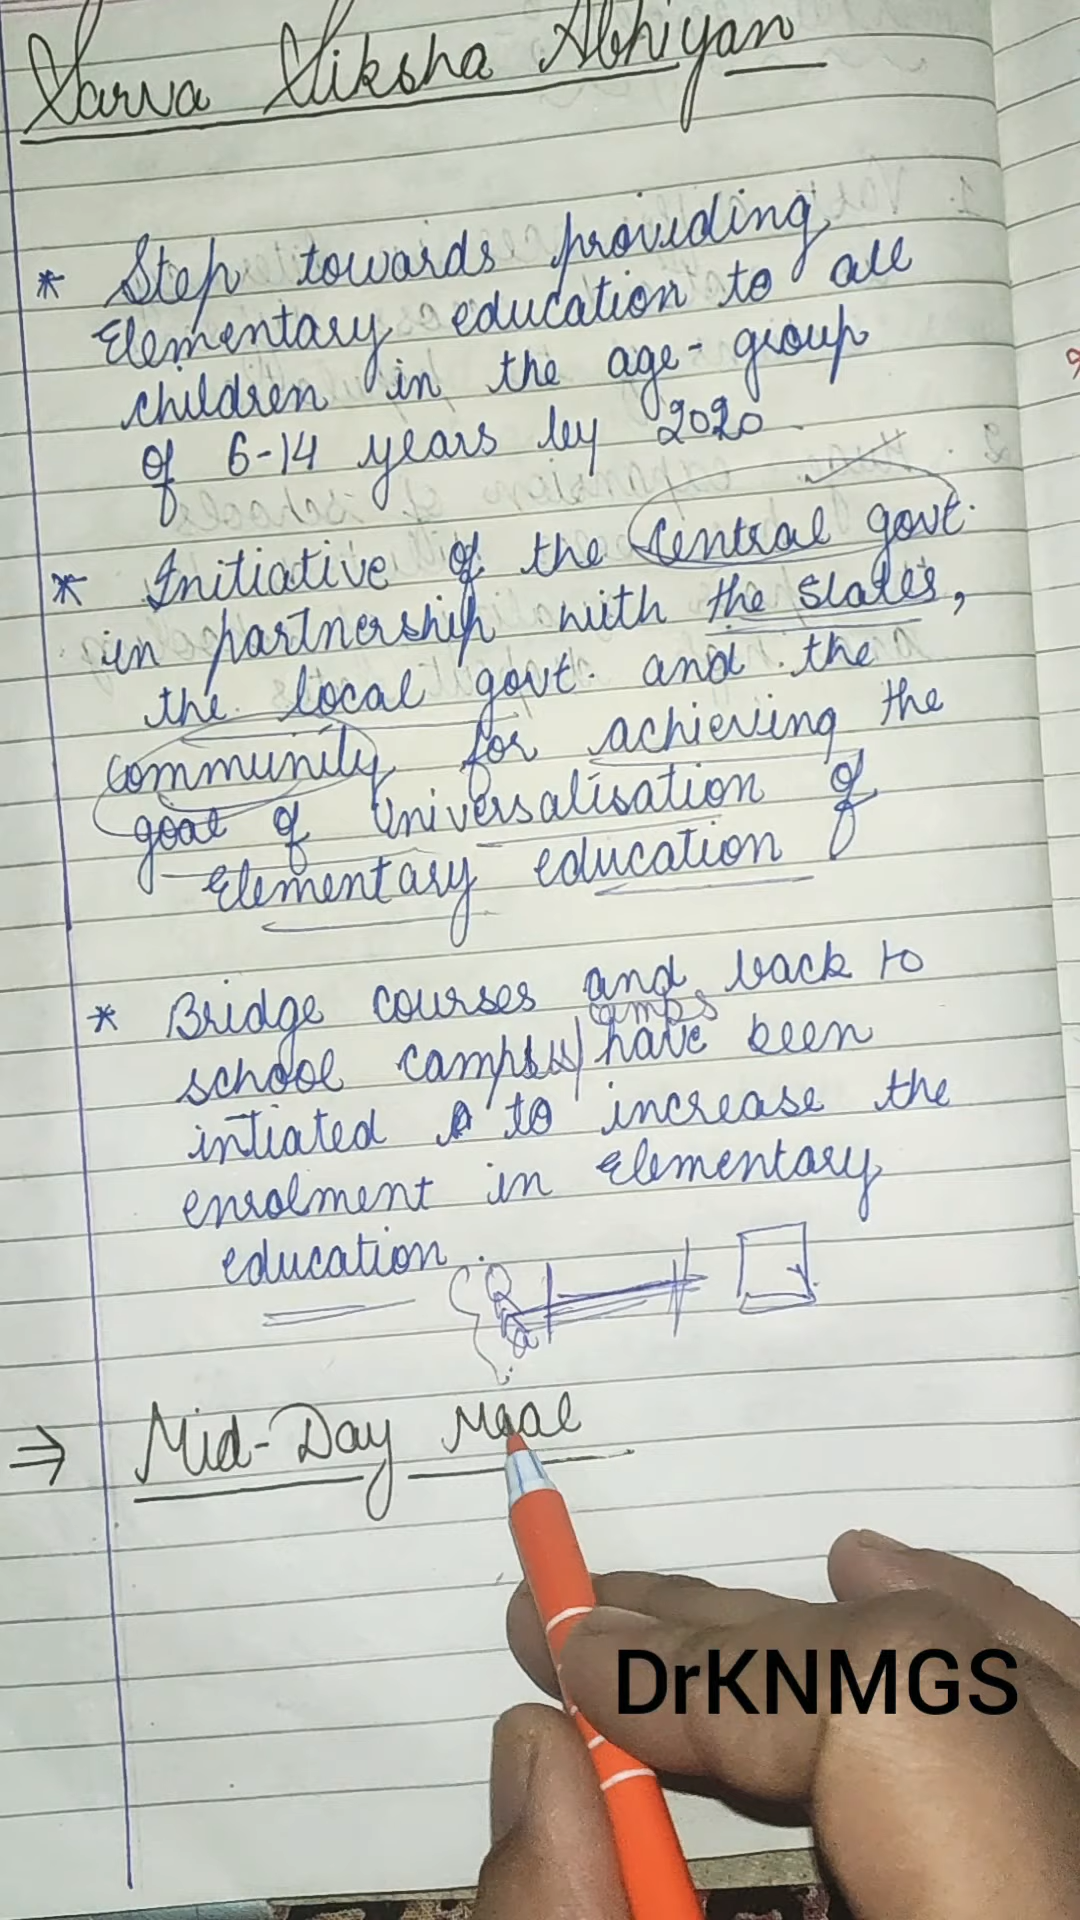 Sarva Siksha Abhiyan
* Step towards providing
Elementary education to all
children in the age-group
of 6-14 years by 2020.
* Initiative of the Central govt.
in partnership with the states,
the local govt. and the
community for achieving the
goal of Universalisation of
Elementary education
* Bridge courses and back to
amps
school camps have been
intiated to increase the
enrolment in Elementary
education.
⇒ Mid-Day Meal
DrKNMGS